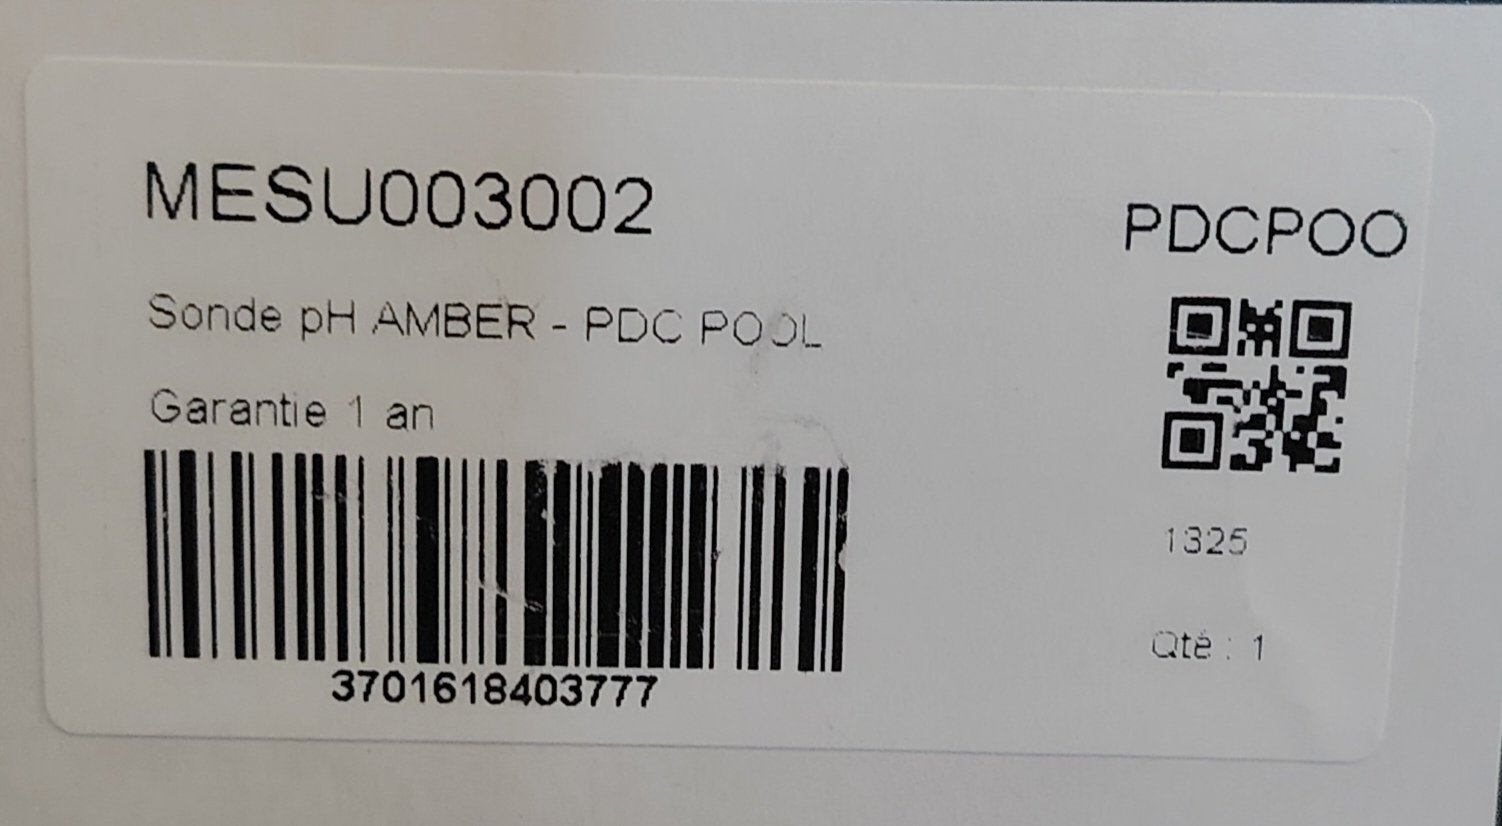 MESU003002
PDCPOO
Sonde pH AMBER - PDC POOL
Garantie 1 an
3701618403777
1325
Qté : 1